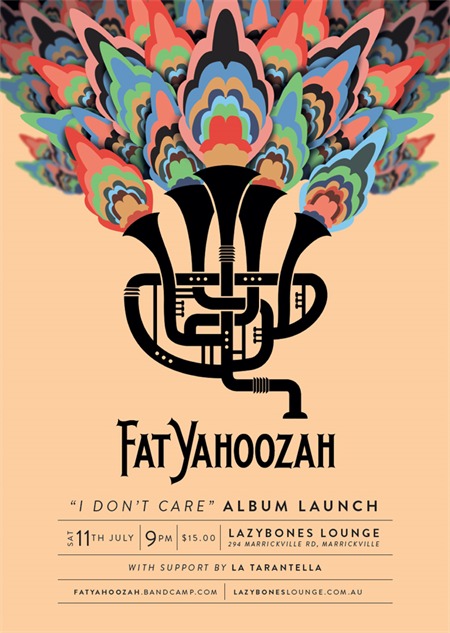 FAT YAHOOZAH
"I DON'T CARE" ALBUM LAUNCH
SAT 11TH JULY 9PM $15.00 LAZYBONES LOUNGE
294 MARRICKVILLE RD, MARRICKVILLE
WITH SUPPORT BY LA TARANTELLA
FATYAHOOZAH.BANDCAMP.COM LAZYBONESLOUNGE.COM.AU